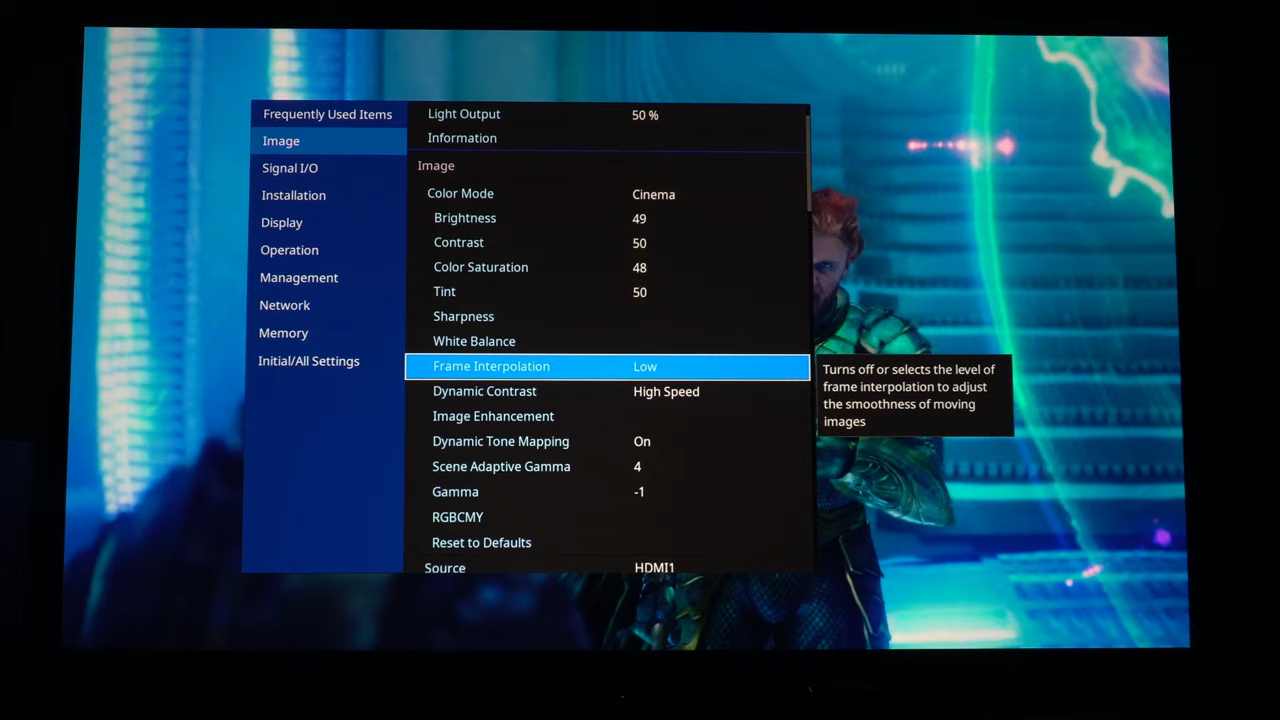 Frequently Used Items
Image
Signal I/O
Installation
Display
Operation
Management
Network
Memory
Initial/All Settings
Light Output 50 %
Information
Image
Color Mode Cinema
Brightness 49
Contrast 50
Color Saturation 48
Tint 50
Sharpness
White Balance
Frame Interpolation Low
Dynamic Contrast High Speed
Image Enhancement
Dynamic Tone Mapping On
Scene Adaptive Gamma 4
Gamma -1
RGBCMY
Reset to Defaults
Source HDMI1
Turns off or selects the level of
frame interpolation to adjust
the smoothness of moving
images